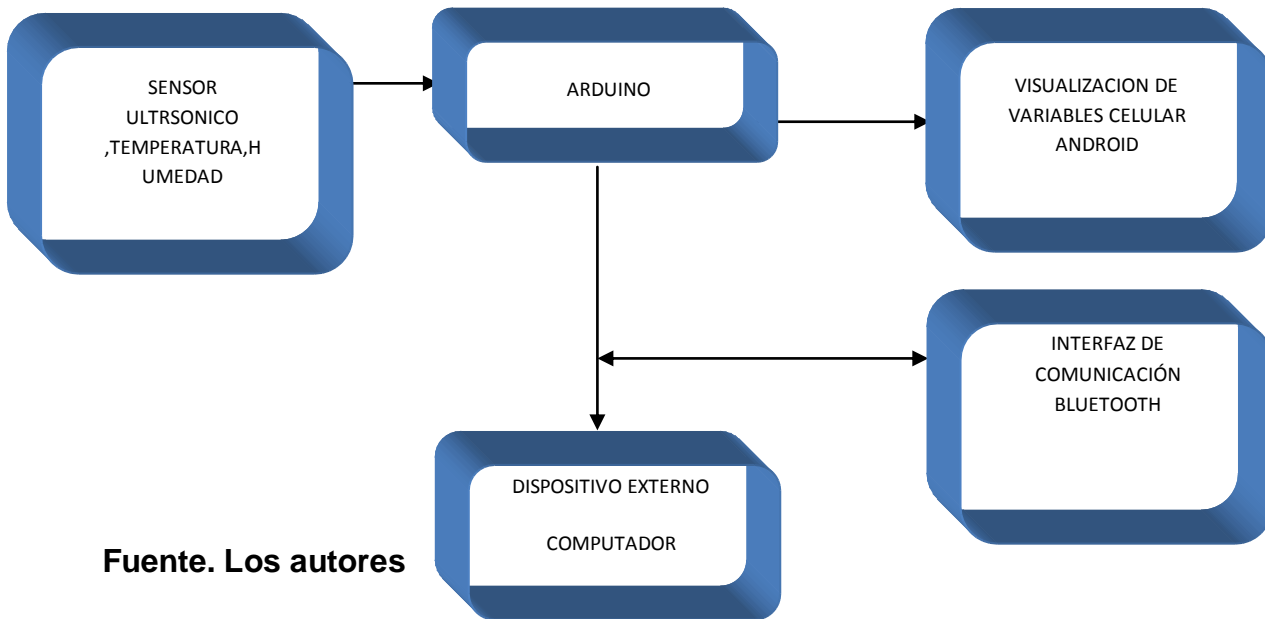 SENSOR
ULTRSONICO
,TEMPERATURA,H
UMEDAD
ARDUINO
VISUALIZACION DE
VARIABLES CELULAR
ANDROID
INTERFAZ DE
COMUNICACIÓN
BLUETOOTH
DISPOSITIVO EXTERNO
COMPUTADOR
Fuente. Los autores